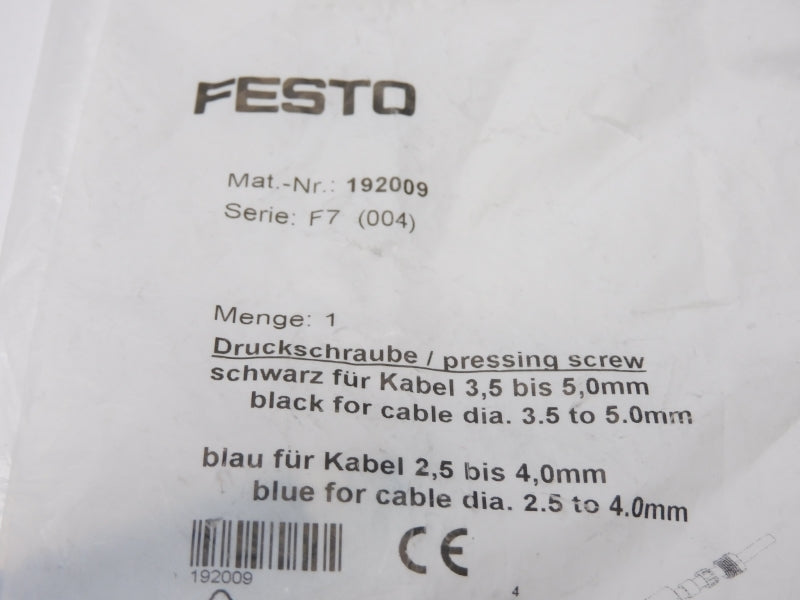 FESTO
Mat.-Nr.: 192009
Serie: F7 (004)
Menge: 1
Druckschraube / pressing screw
schwarz für Kabel 3,5 bis 5,0mm
black for cable dia. 3.5 to 5.0mm
blau für Kabel 2,5 bis 4,0mm
blue for cable dia. 2.5 to 4.0mm
CE
192009
4